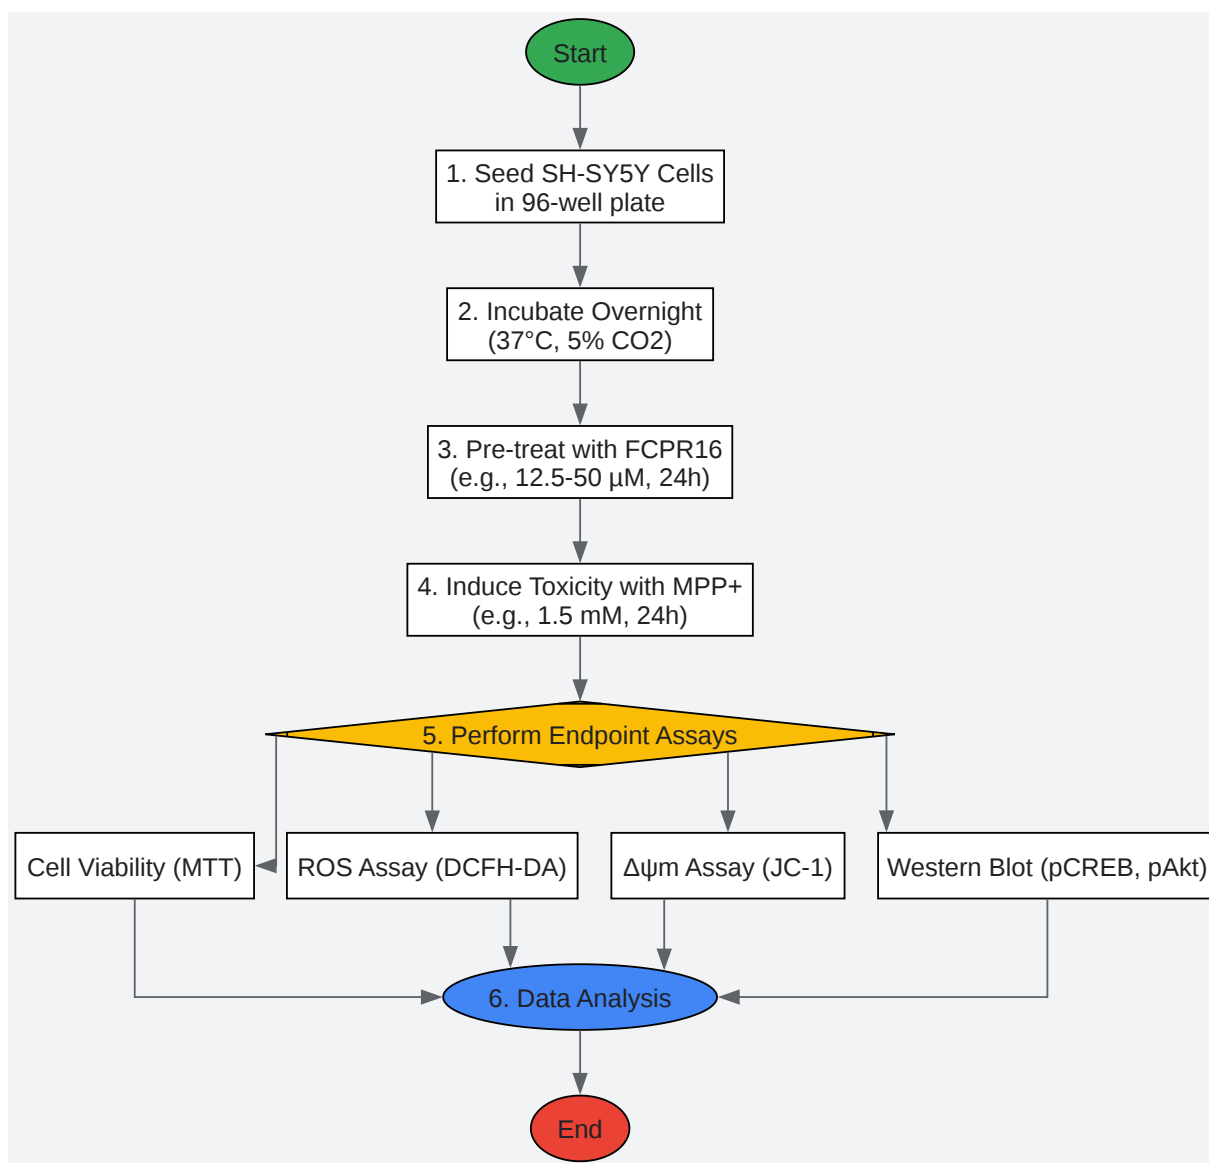 Start
1. Seed SH-SY5Y Cells
in 96-well plate
2. Incubate Overnight
(37°C, 5% CO2)
3. Pre-treat with FCPR16
(e.g., 12.5-50 µM, 24h)
4. Induce Toxicity with MPP+
(e.g., 1.5 mM, 24h)
5. Perform Endpoint Assays
Cell Viability (MTT)
ROS Assay (DCFH-DA)
Δψm Assay (JC-1)
Western Blot (pCREB, pAkt)
6. Data Analysis
End